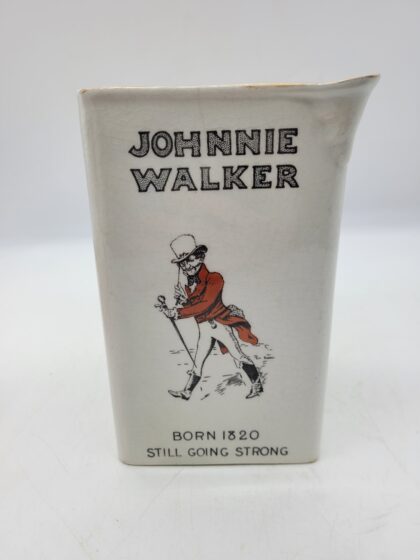 JOHNNIE
WALKER
BORN 1820
STILL GOING STRONG